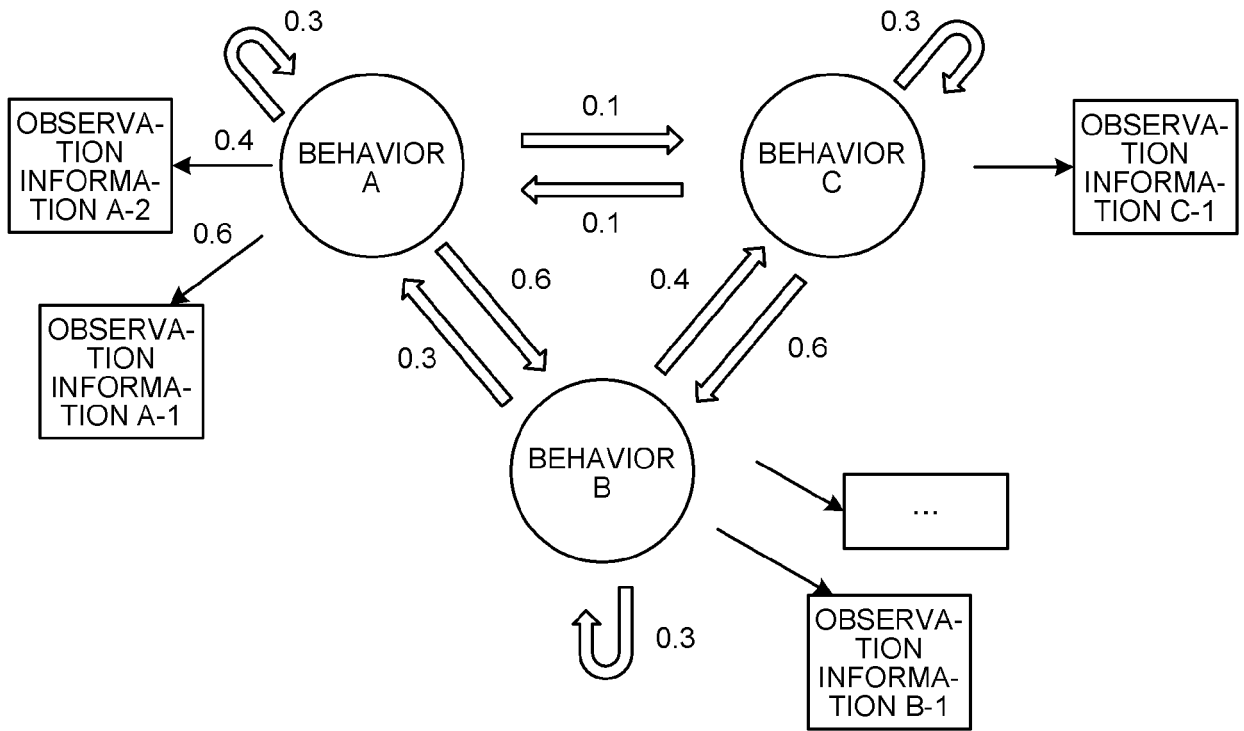 0.3
0.3
OBSERVA-
TION
INFORMA-
TION A-2
0.4
BEHAVIOR
A
0.1
0.1
BEHAVIOR
C
OBSERVA-
TION
INFORMA-
TION C-1
0.6
OBSERVA-
TION
INFORMA-
TION A-1
0.6
0.3
0.4
0.6
BEHAVIOR
B
...
0.3
OBSERVA-
TION
INFORMA-
TION B-1